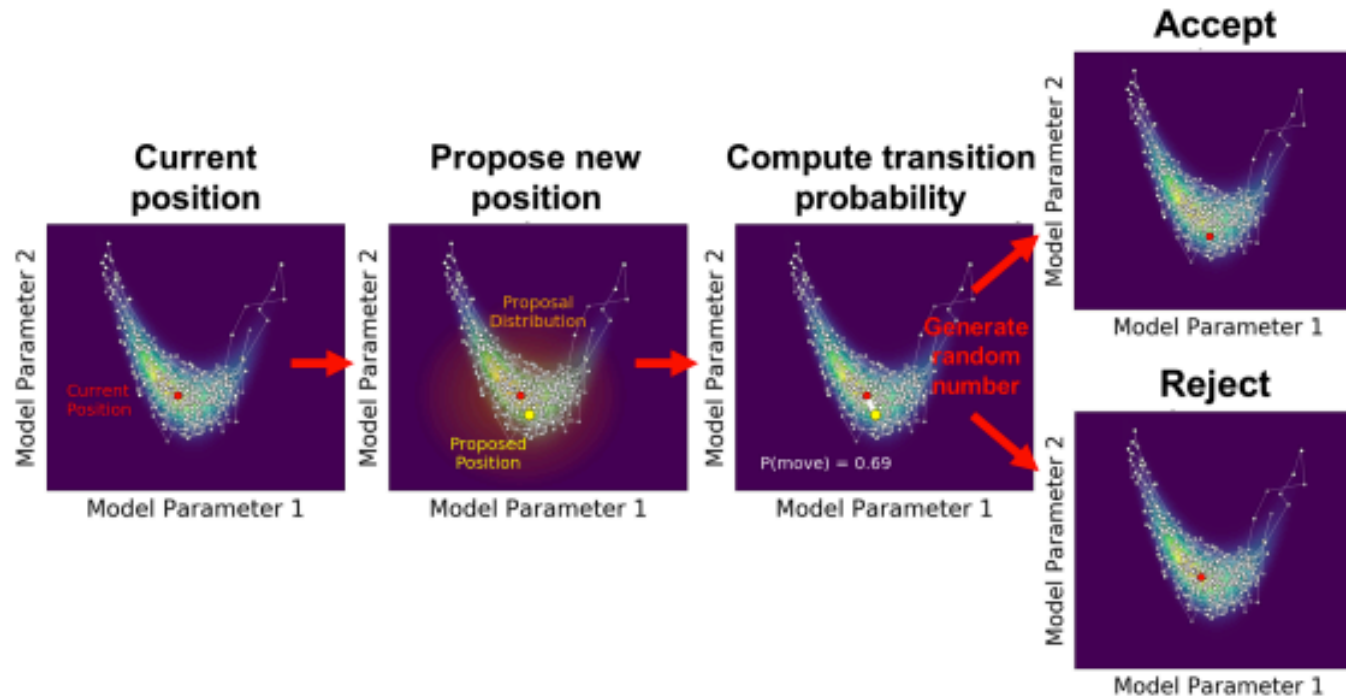 Current
position
Model Parameter 2
Current
Position
Model Parameter 1
Propose new
position
Model Parameter 2
Proposal
Distribution
Proposed
Position
Model Parameter 1
Compute transition
probability
Model Parameter 2
P(move) = 0.69
Model Parameter 1
Generate
random
number
Accept
Model Parameter 2
Model Parameter 1
Reject
Model Parameter 2
Model Parameter 1